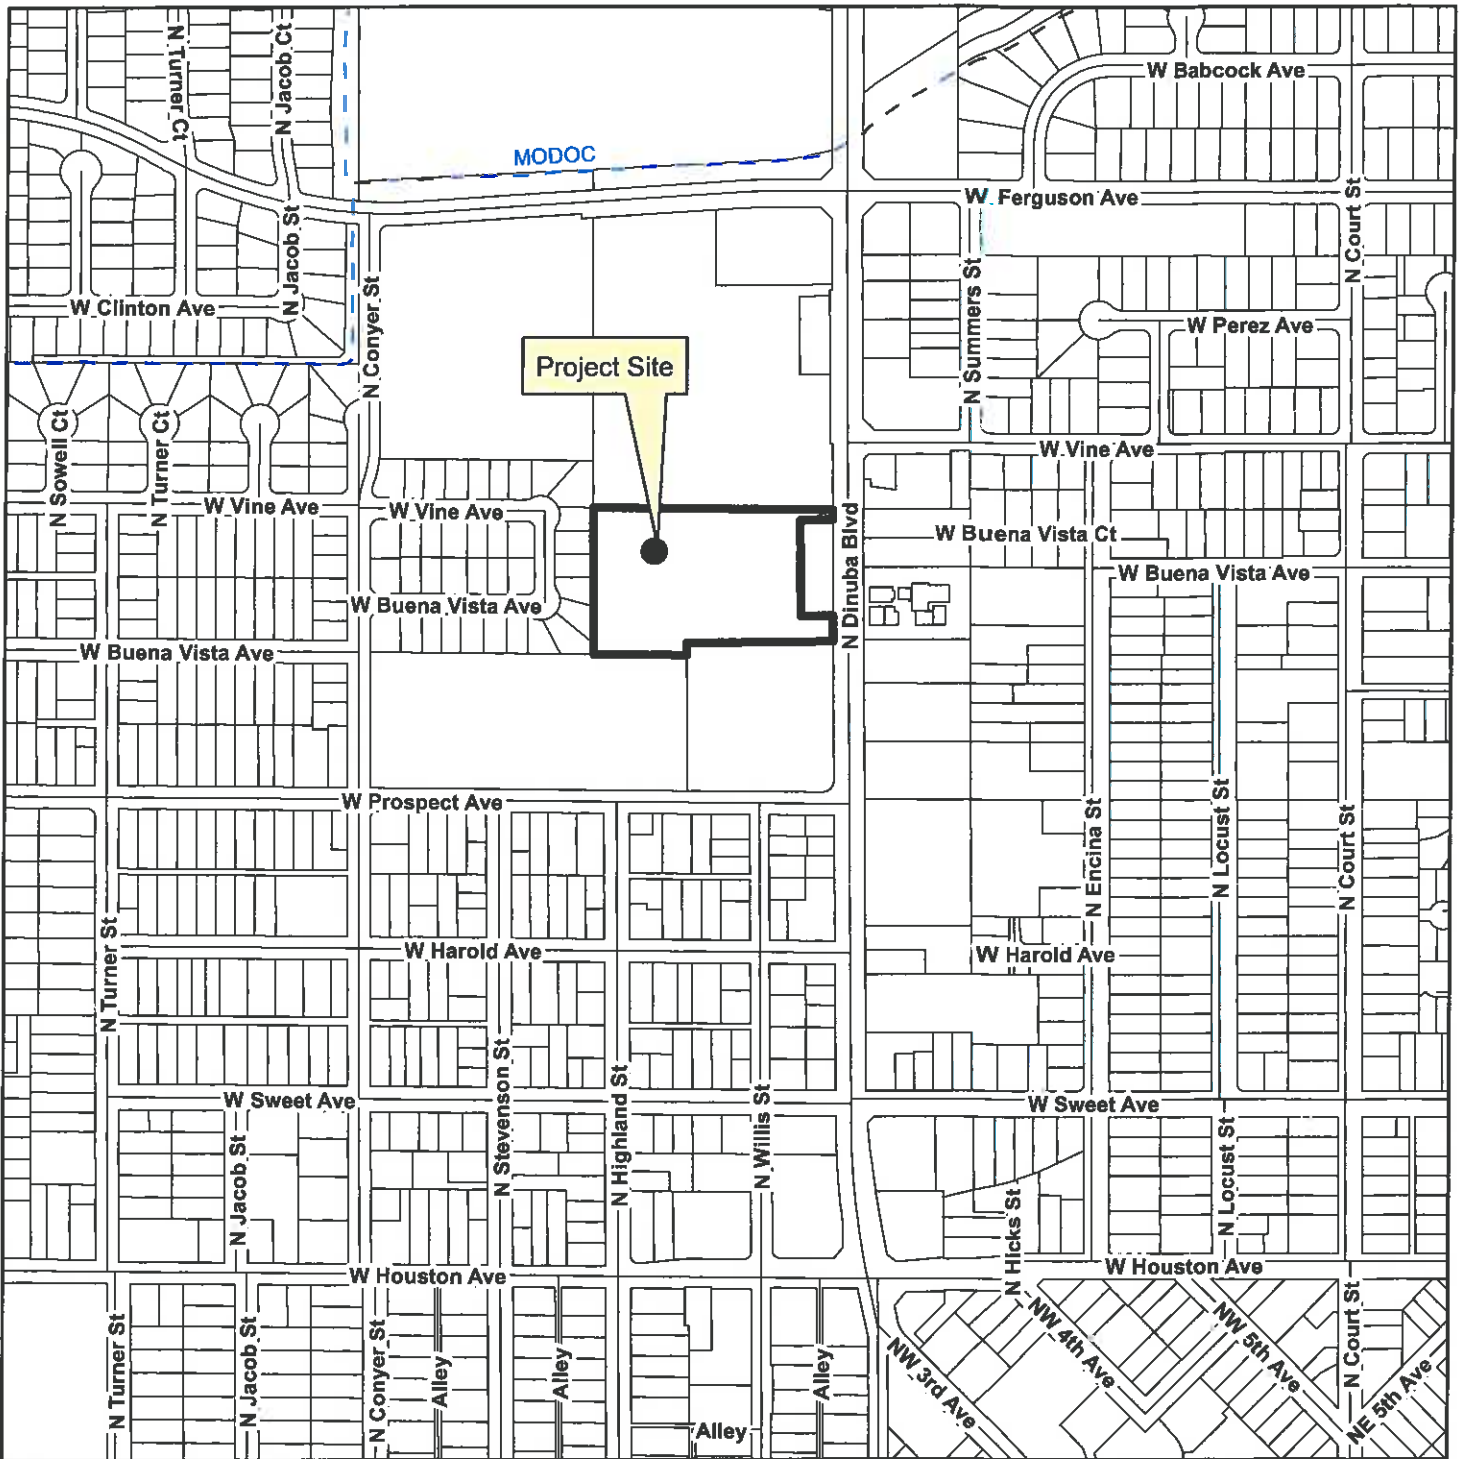 N Turner Ct
N Jacob Ct
W Babcock Ave
MODOC
W Ferguson Ave
N Court St
N Jacob St
W Clinton Ave
N Conyer St
N Summers St
W Perez Ave
Project Site
N Sowell Ct
N Turner Ct
W Vine Ave
W Vine Ave
W Vine Ave
N Dinuba Blvd
W Buena Vista Ct
W Buena Vista Ave
W Buena Vista Ave
W Buena Vista Ave
W Prospect Ave
N Encina St
N Locust St
N Court St
N Turner St
W Harold Ave
W Harold Ave
N Stevenson St
N Highland St
N Willis St
W Sweet Ave
W Sweet Ave
N Jacob St
N Locust St
N Hicks St
W Houston Ave
W Houston Ave
N Turner St
N Jacob St
N Conyer St
Alley
Alley
Alley
Alley
NW 3rd Ave
NW 4th Ave
NW 5th Ave
N Court St
NE 5th Ave